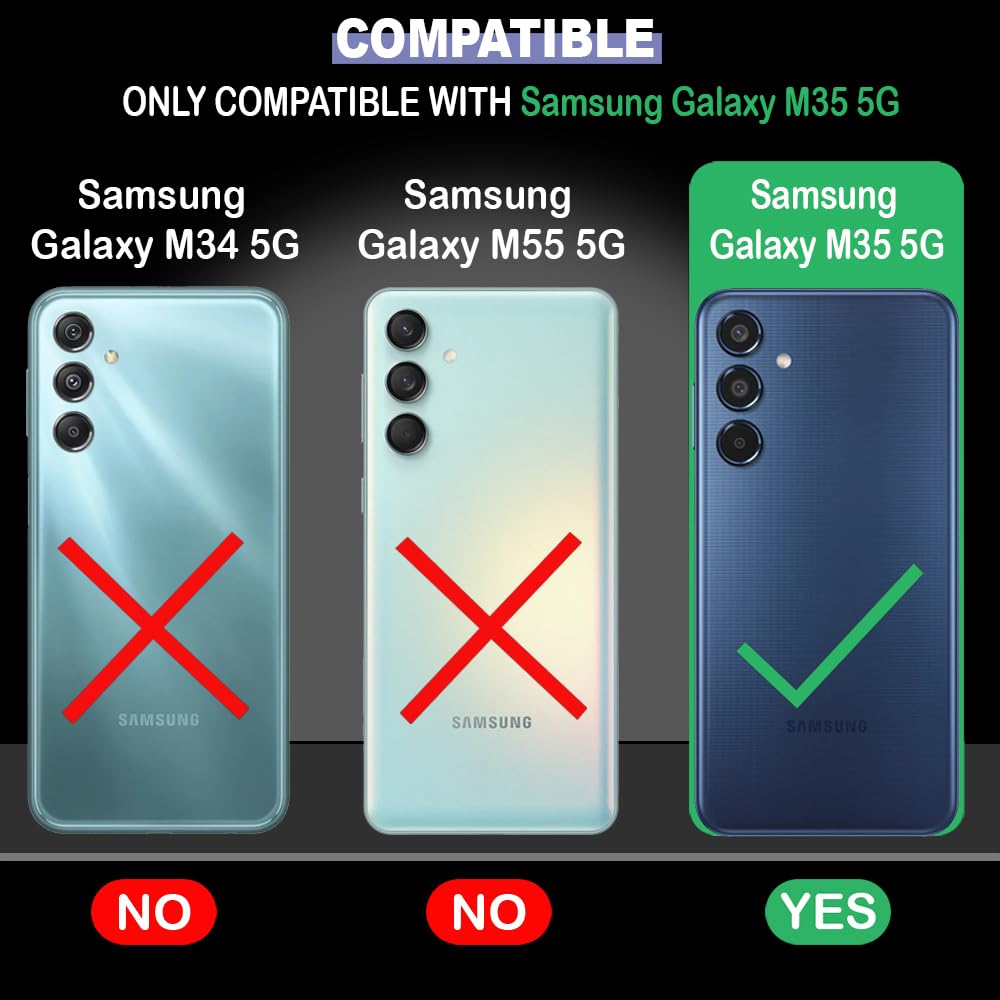 COMPATIBLE
ONLY COMPATIBLE WITH Samsung Galaxy M35 5G
Samsung
Galaxy M34 5G
Samsung
Galaxy M55 5G
Samsung
Galaxy M35 5G
SAMSUNG
SAMSUNG
SAMSUNG
NO
NO
YES